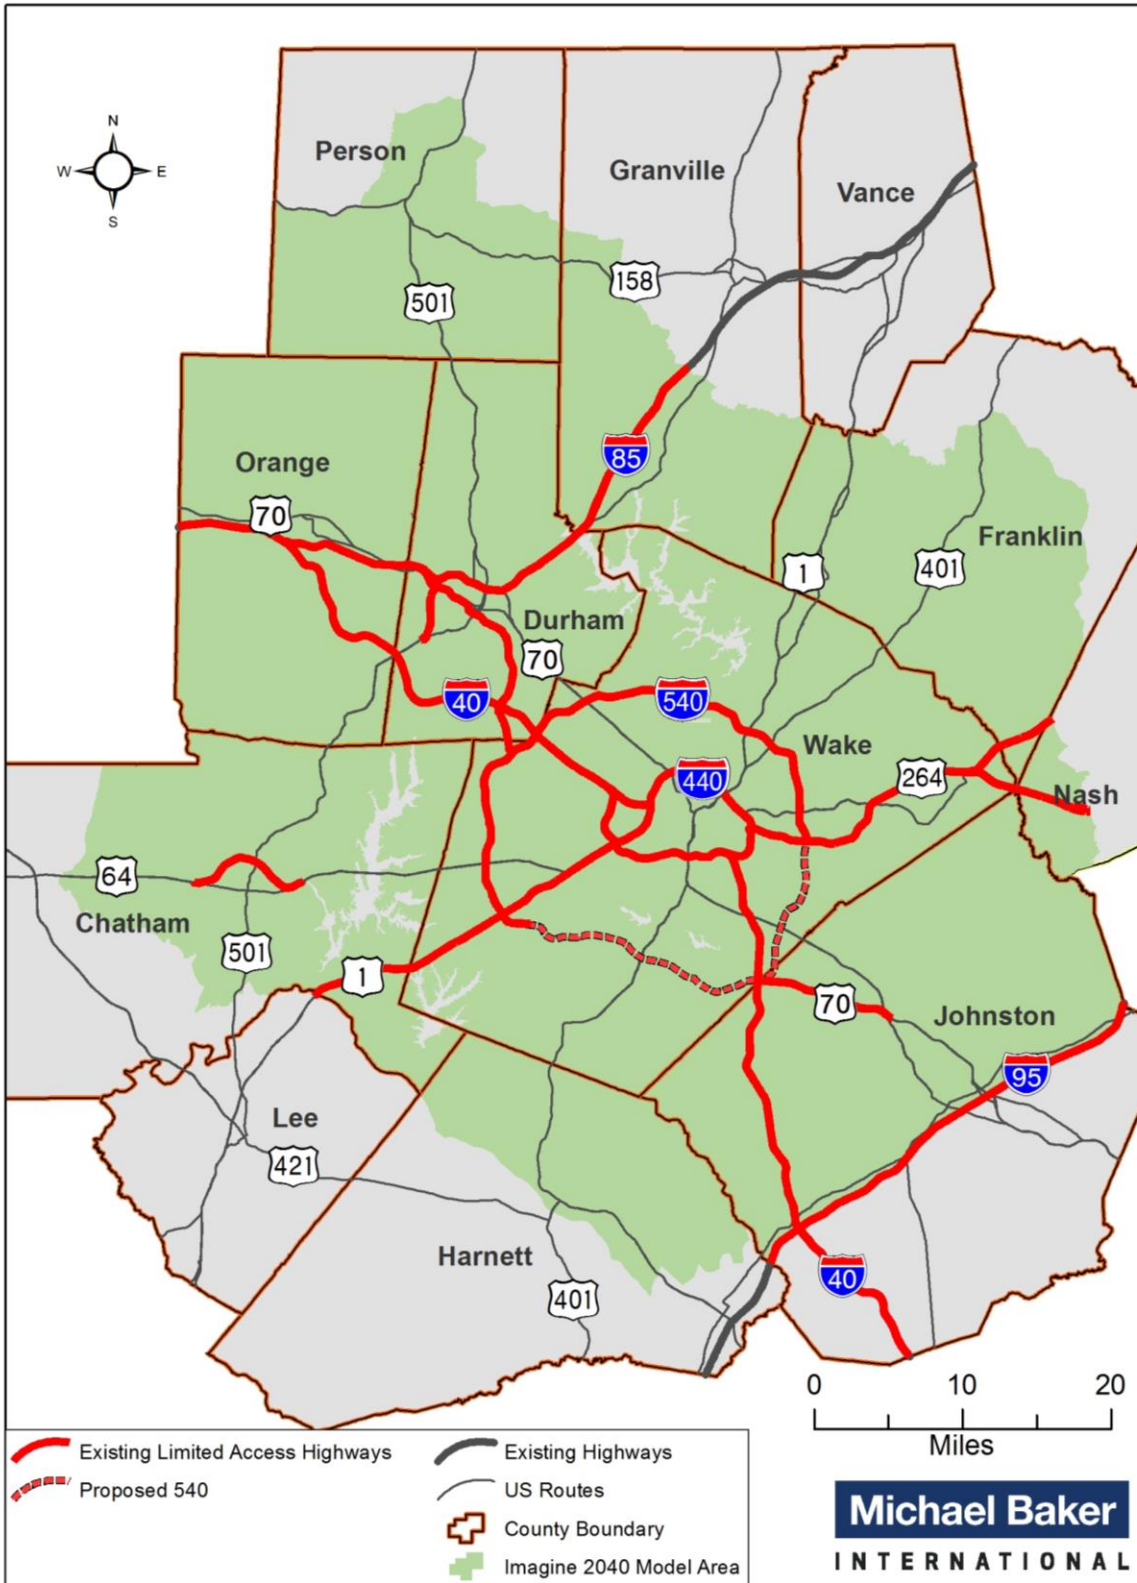 N
W E
S
Person
Granville
Vance
158
501
85
Orange
70
Franklin
1
401
Durham
70
40
540
Wake
440
264
Nash
64
Chatham
501
1
70
Johnston
95
Lee
421
Harnett
40
401
0 10 20
Miles
Existing Limited Access Highways
Proposed 540
Existing Highways
US Routes
County Boundary
Imagine 2040 Model Area
Michael Baker
INTERNATIONAL